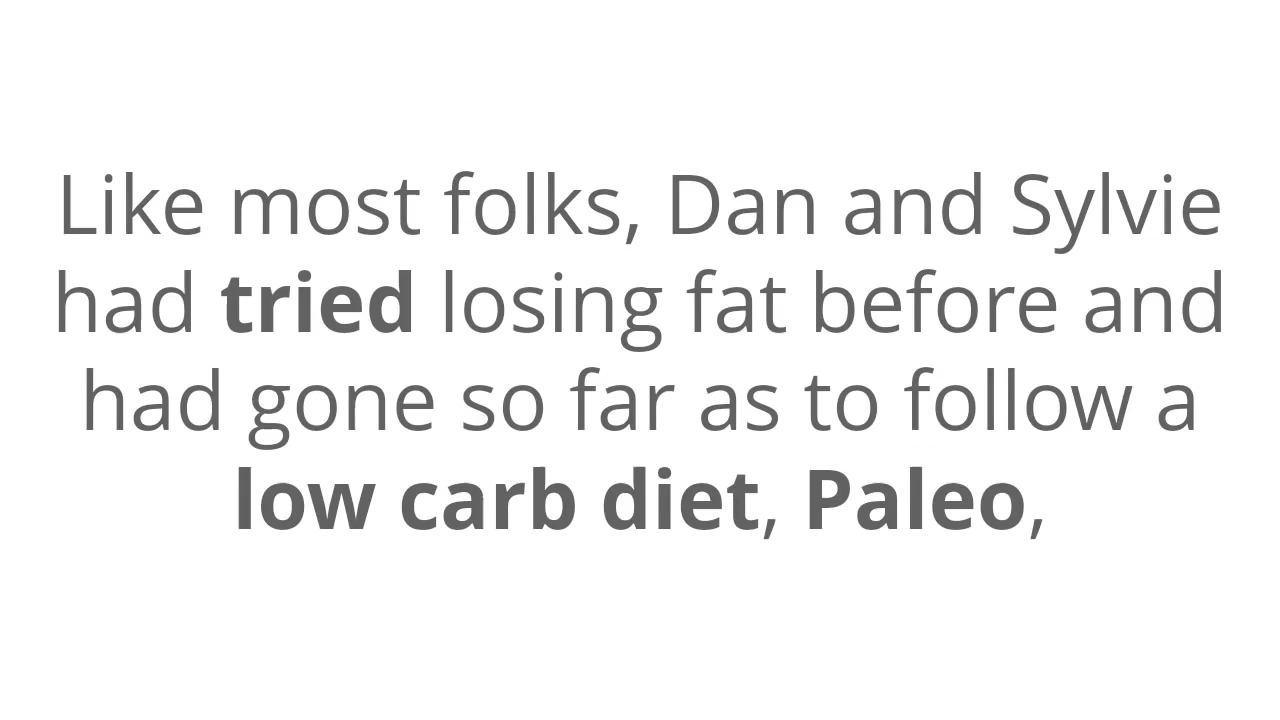 Like most folks, Dan and Sylvie
had tried losing fat before and
had gone so far as to follow a
low carb diet, Paleo,